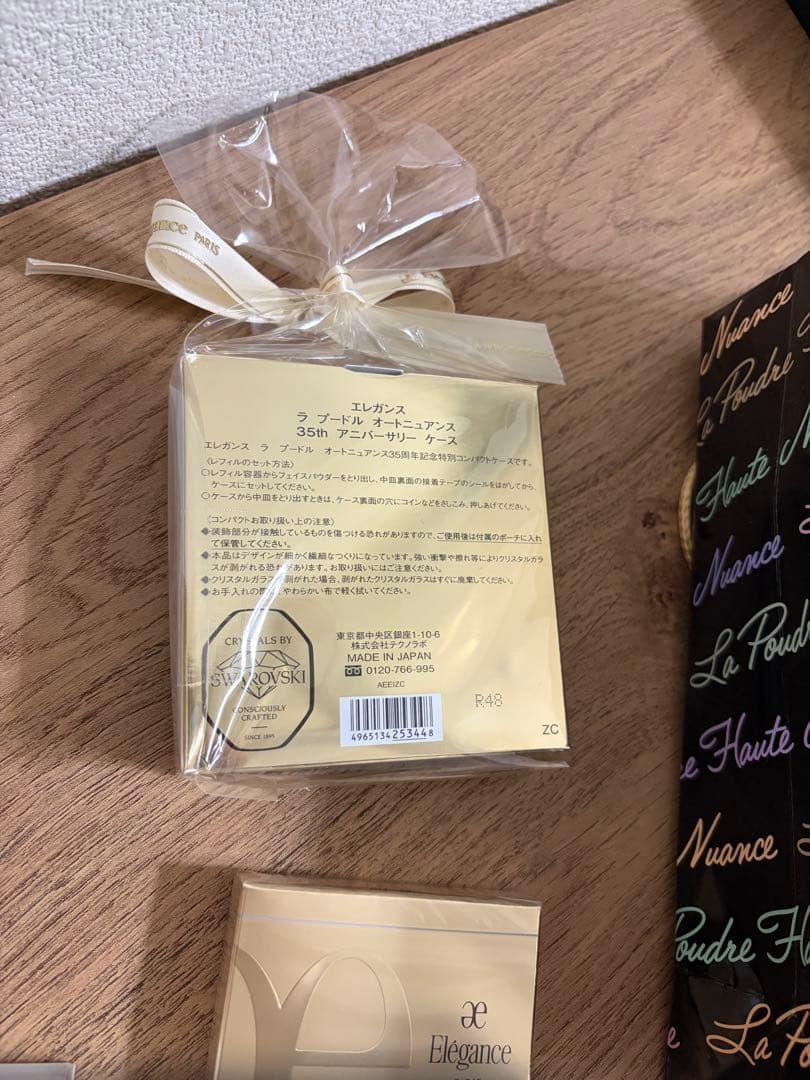 PARIS
エレガンス
ラ プードル オートニュアンス
35th アニバーサリー ケース
エレガンス ラ プードル オートニュアンス35周年記念特別コンパクトケースです。
〈レフィルのセット方法〉
○レフィル容器からフェイスパウダーをとり出し、中皿裏面の接着テープのシールをはがしてから、
ケースにセットしてください。
○ケースから中皿をとり出すときは、ケース裏面の穴にコインなどをさしこみ、押しあげてください。
〈コンパクトお取り扱い上の注意〉
◆装飾部分が接触しているものを傷つける恐れがありますので、ご使用後は付属のポーチに入れ
て保管してください。
◆本品はデザインが細かく繊細なつくりになっています。強い衝撃や擦れ等によりクリスタルガラ
スが剥がれる恐れがあります。お取り扱いにはご注意ください。
◆クリスタルガラスが剥がれた場合、剥がれたクリスタルガラスはすぐに廃棄してください。
◆お手入れの際は、やわらかい布で軽く拭いてください。
CRYSTALS BY
SWAROVSKI
CONSCIOUSLY
CRAFTED
SINCE 1895
東京都中央区銀座1-10-6
株式会社テクノラボ
MADE IN JAPAN
0120-766-995
AEEIZC
4965134253448
R48
ZC
æ
Elégance
Nuance
La Poudre
Haute
Nuance
La Poud
Haute
Nuance
Poudre
La Po